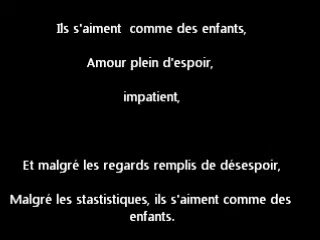 Ils s'aiment comme des enfants,
Amour plein d'espoir,
impatient,
Et malgré les regards remplis de désespoir,
Malgré les stastistiques, ils s'aiment comme des
enfants.